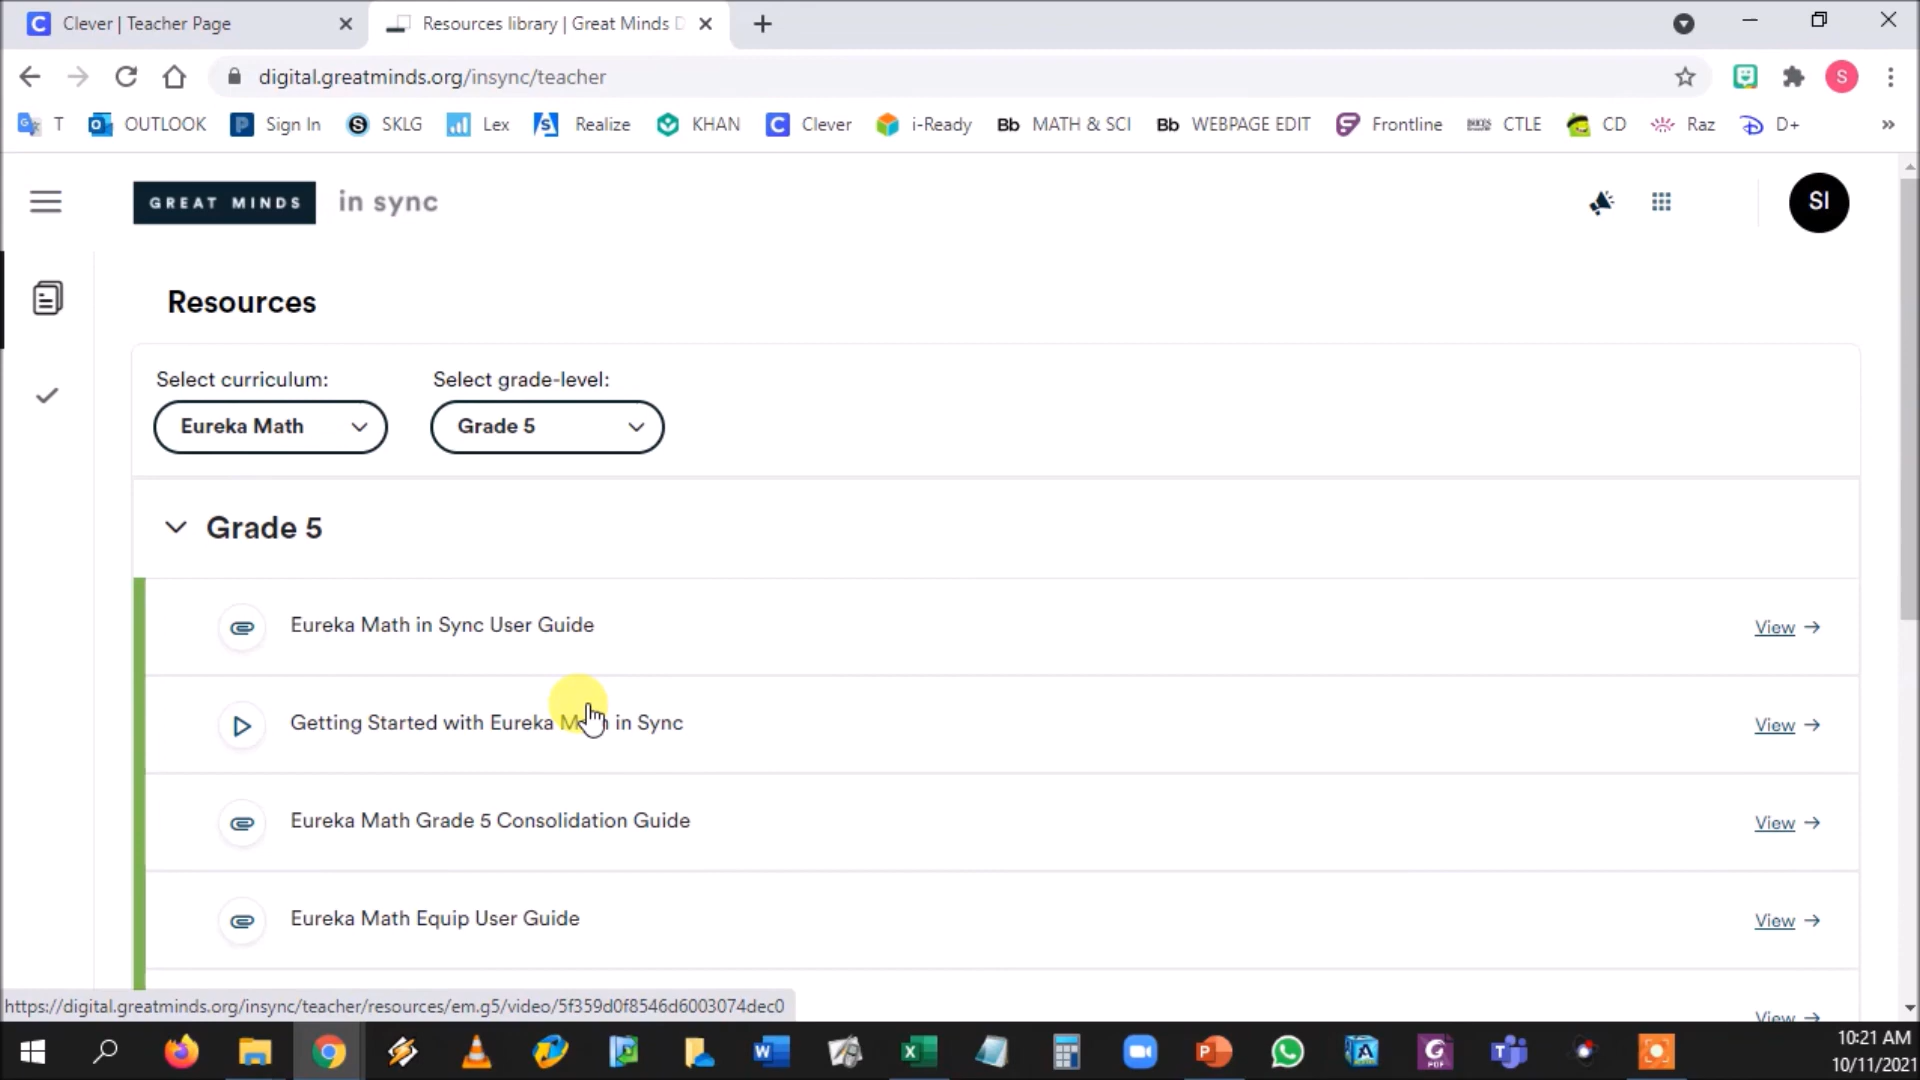 Clever | Teacher Page
Resources library | Great Minds D
digital.greatminds.org/insync/teacher
S
T OUTLOOK Sign In SKLG Lex Realize KHAN Clever i-Ready Bb MATH & SCI Bb WEBPAGE EDIT Frontline CTLE CD Raz D+ »
GREAT MINDS in sync
SI
Resources
Select curriculum: Select grade-level:
Eureka Math Grade 5
Grade 5
Eureka Math in Sync User Guide View →
Getting Started with Eureka Math in Sync View →
Eureka Math Grade 5 Consolidation Guide View →
Eureka Math Equip User Guide View →
View →
https://digital.greatminds.org/insync/teacher/resources/em.g5/video/5f359d0f8546d6003074dec0
10:21 AM
10/11/2021